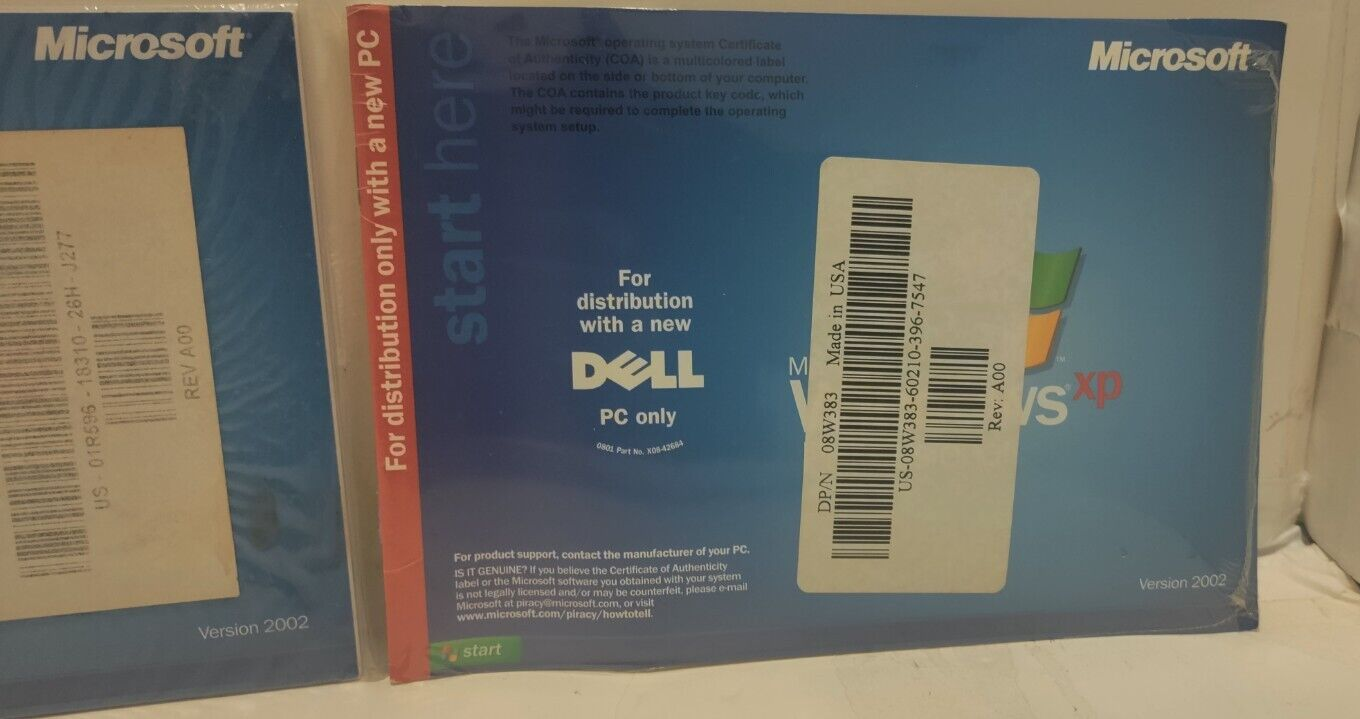 Microsoft
US - 01R596 - 18310 - 26H - J277
REV A00
Version 2002
For distribution only with a new PC
start here
The Microsoft® operating system Certificate
of Authenticity (COA) is a multicolored label
located on the side or bottom of your computer.
The COA contains the product key code, which
might be required to complete the operating
system setup.
Microsoft
For
distribution
with a new
DELL
PC only
0801 Part No. X08-42684
DP/N 08W383 Made in USA
US-08W383-60210-396-7547
Rev: A00
xp
For product support, contact the manufacturer of your PC.
IS IT GENUINE? If you believe the Certificate of Authenticity
label or the Microsoft software you obtained with your system
is not legally licensed and/or may be counterfeit, please e-mail
Microsoft at piracy@microsoft.com, or visit
www.microsoft.com/piracy/howtotell.
start
Version 2002